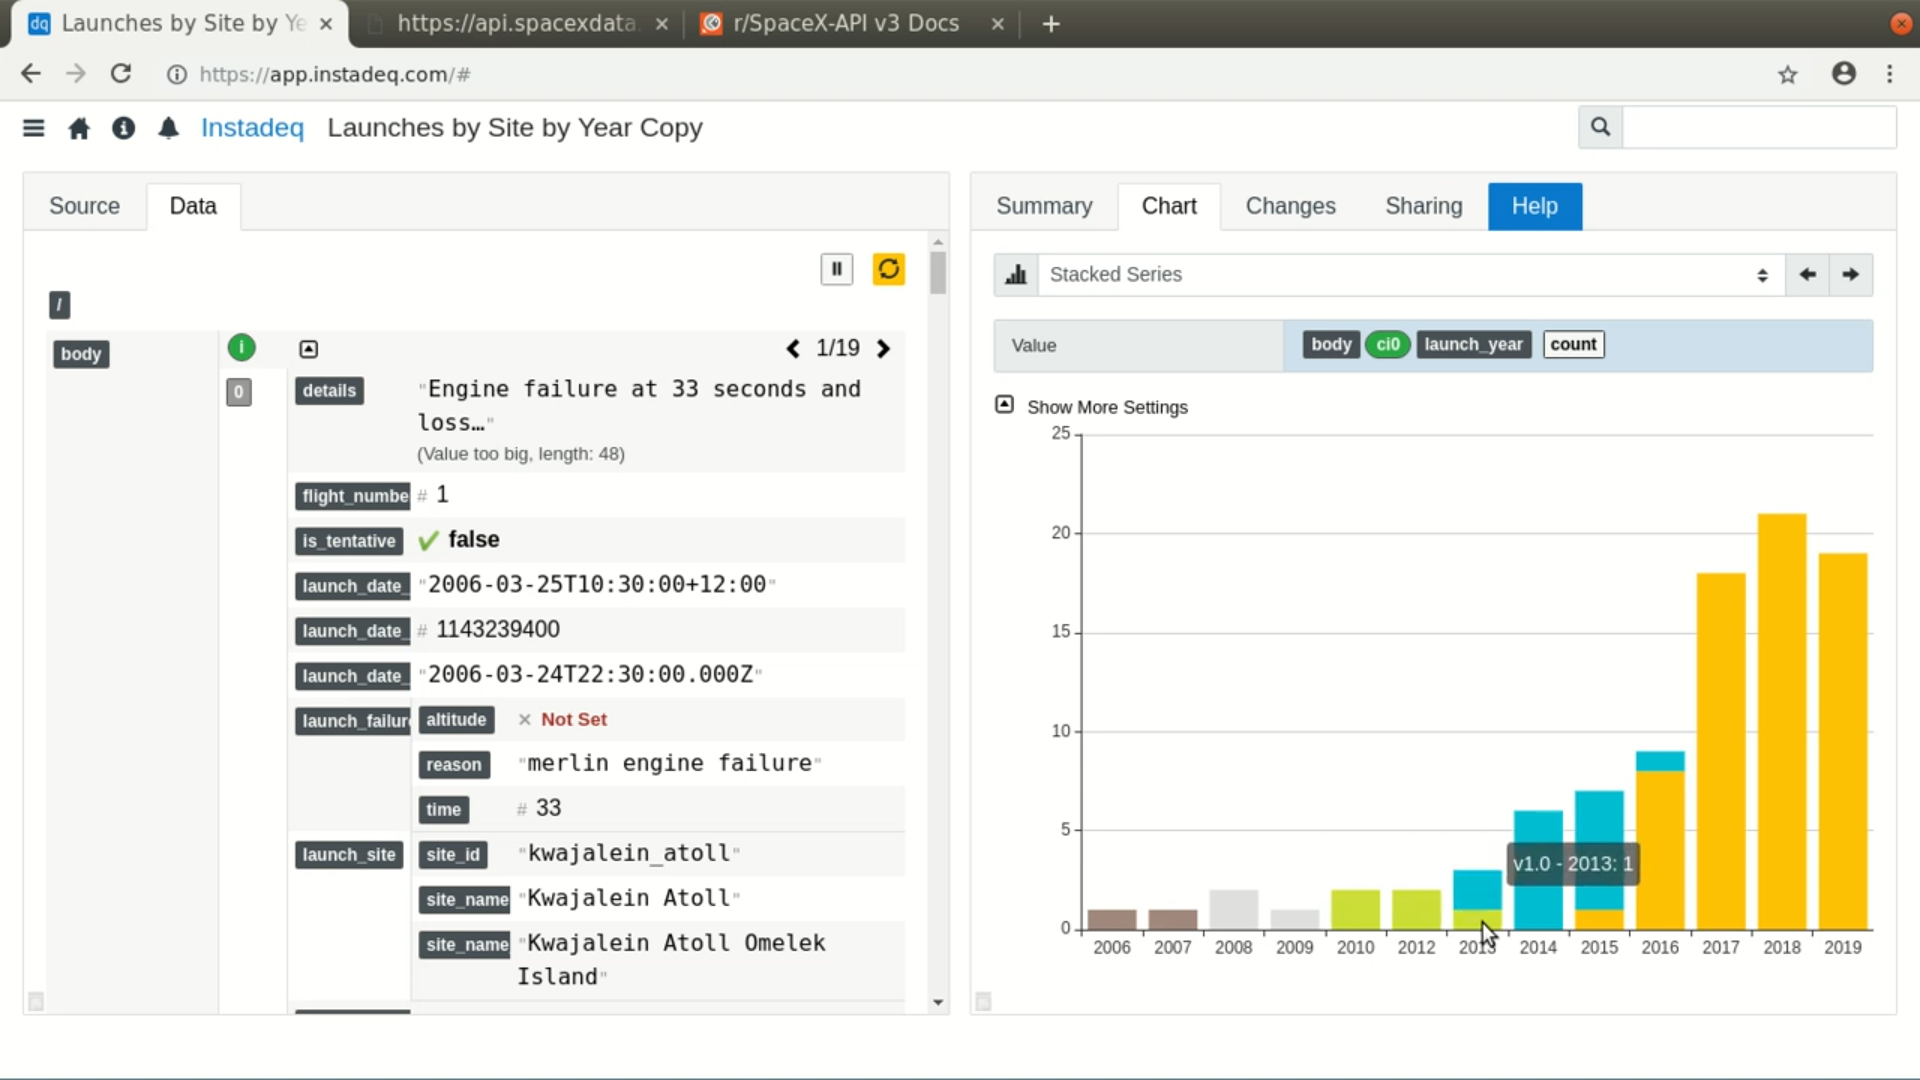 dq Launches by Site by Ye
https://api.spacexdata.
r/SpaceX-API v3 Docs
https://app.instadeq.com/#
Instadeq Launches by Site by Year Copy
Source Data
/
body
i
1/19
0
details "Engine failure at 33 seconds and
loss…"
(Value too big, length: 48)
flight_numbe # 1
is_tentative false
launch_date_ "2006-03-25T10:30:00+12:00"
launch_date_ # 1143239400
launch_date_ "2006-03-24T22:30:00.000Z"
launch_failur altitude × Not Set
reason "merlin engine failure"
time # 33
launch_site site_id "kwajalein_atoll"
site_name "Kwajalein Atoll"
site_name "Kwajalein Atoll Omelek
Island"
Summary Chart Changes Sharing Help
Stacked Series
Value body ci0 launch_year count
Show More Settings
25
20
15
10
5
0
v1.0 - 2013: 1
2006 2007 2008 2009 2010 2012 2013 2014 2015 2016 2017 2018 2019